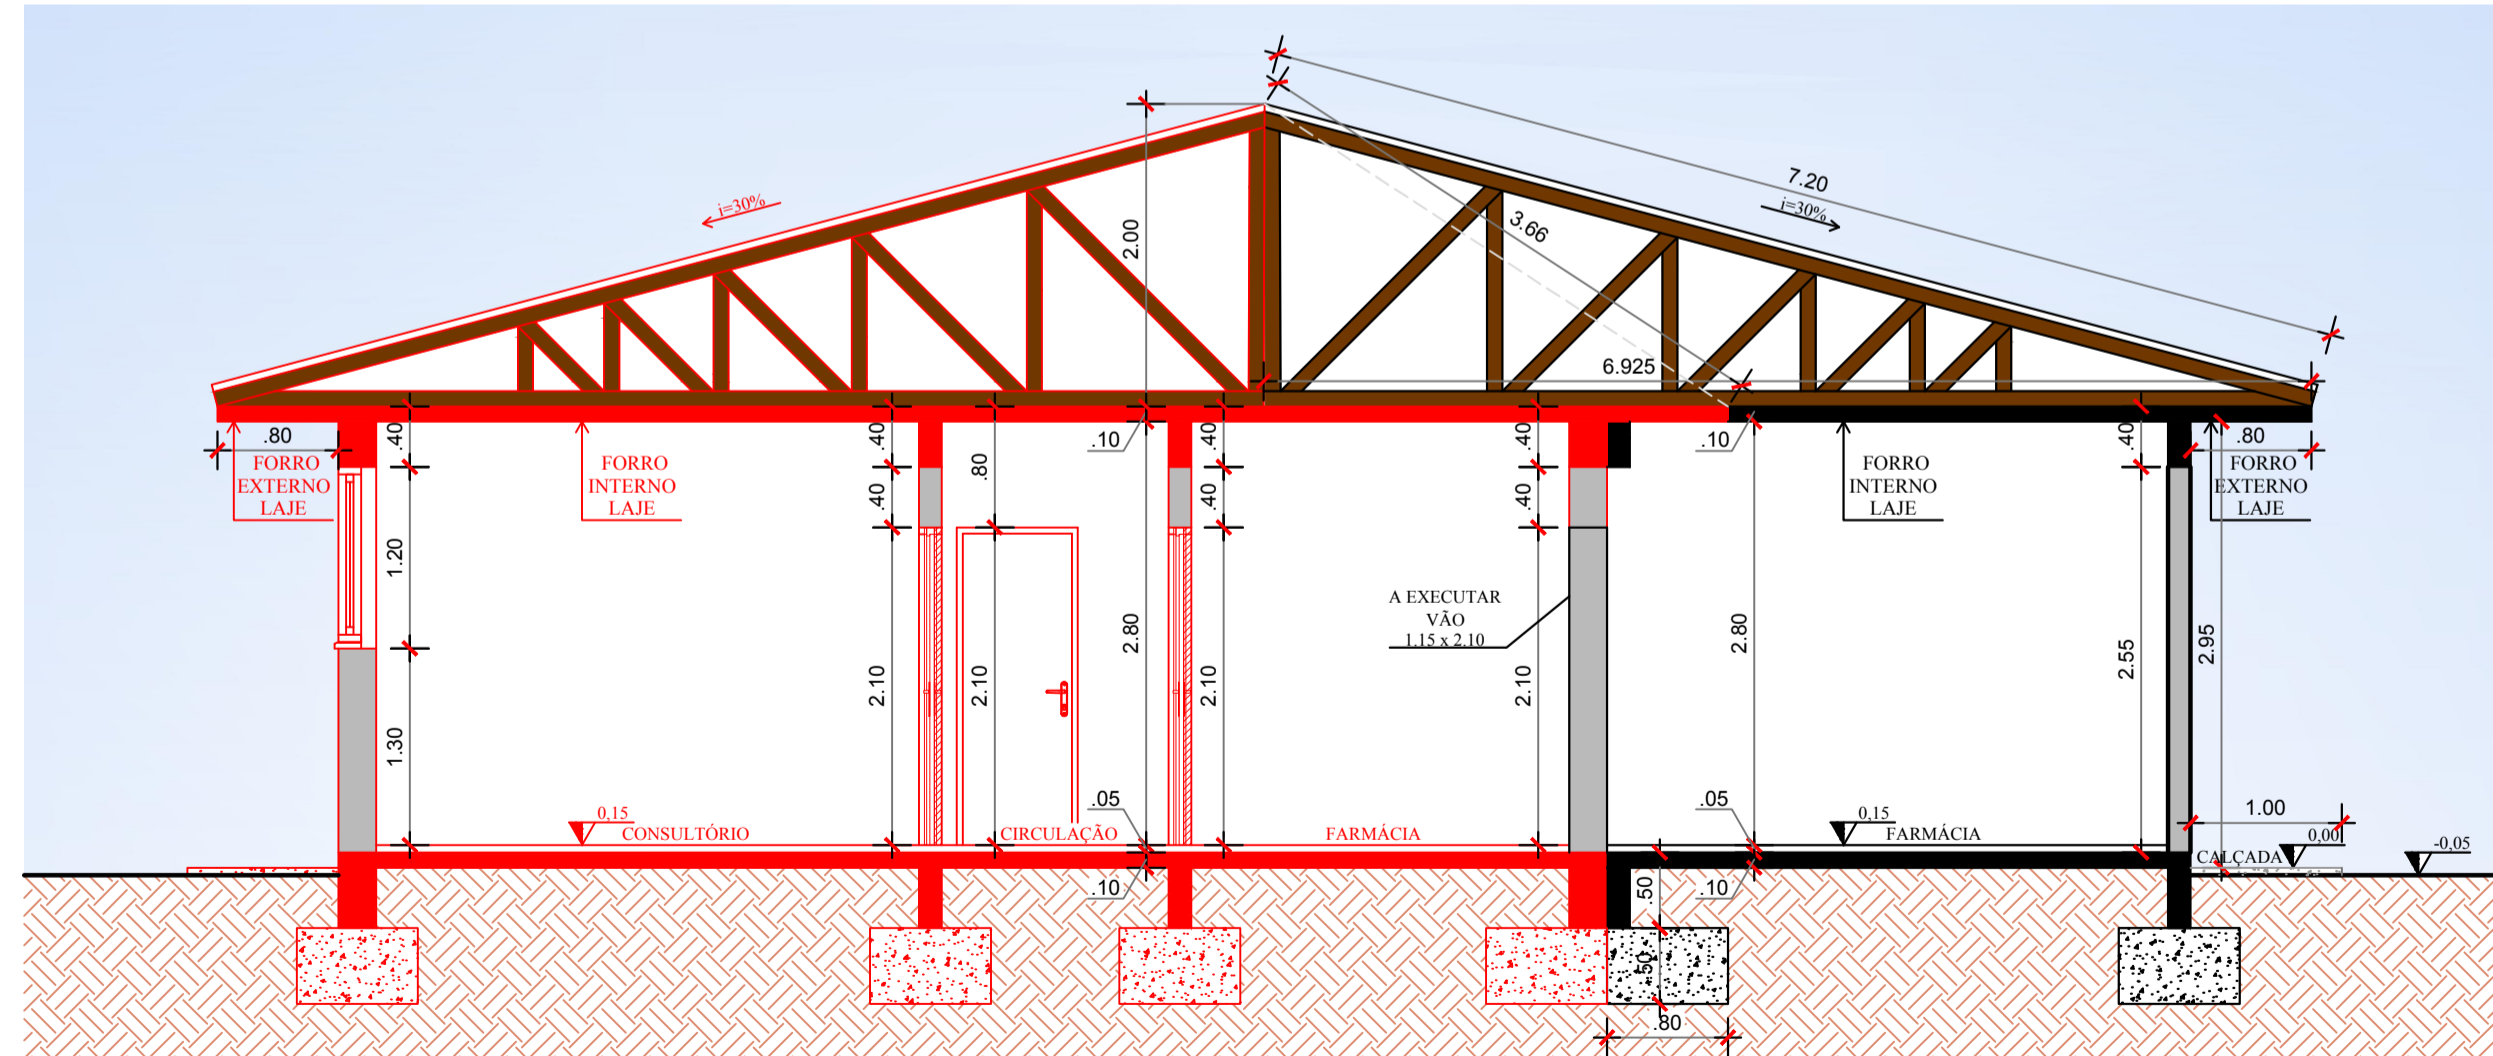 7.20
i=30%
i=30%
3.66
2.00
6.925
.80
.40
.40
.10
.40
.40
.10
.40
.80
FORRO
EXTERNO
LAJE
FORRO
INTERNO
LAJE
.80
FORRO
INTERNO
LAJE
FORRO
EXTERNO
LAJE
.40
.40
.40
1.20
A EXECUTAR
VÃO
1.15 x 2.10
2.80
2.80
2.55
2.95
2.10
2.10
2.10
2.10
1.30
.05
.05
1.00
0,15
CONSULTÓRIO
CIRCULAÇÃO
FARMÁCIA
0,15
FARMÁCIA
0,00
CALÇADA
-0,05
.10
.50
.10
.50
.80